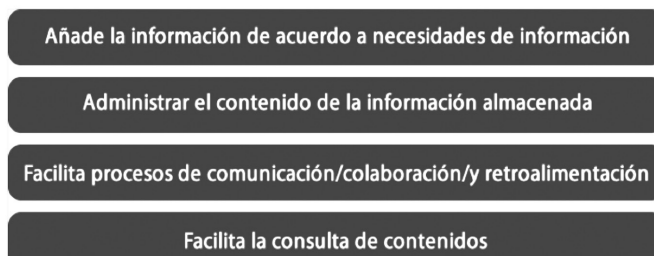 Añade la información de acuerdo a necesidades de información
Administrar el contenido de la información almacenada
Facilita procesos de comunicación/colaboración/y retroalimentación
Facilita la consulta de contenidos